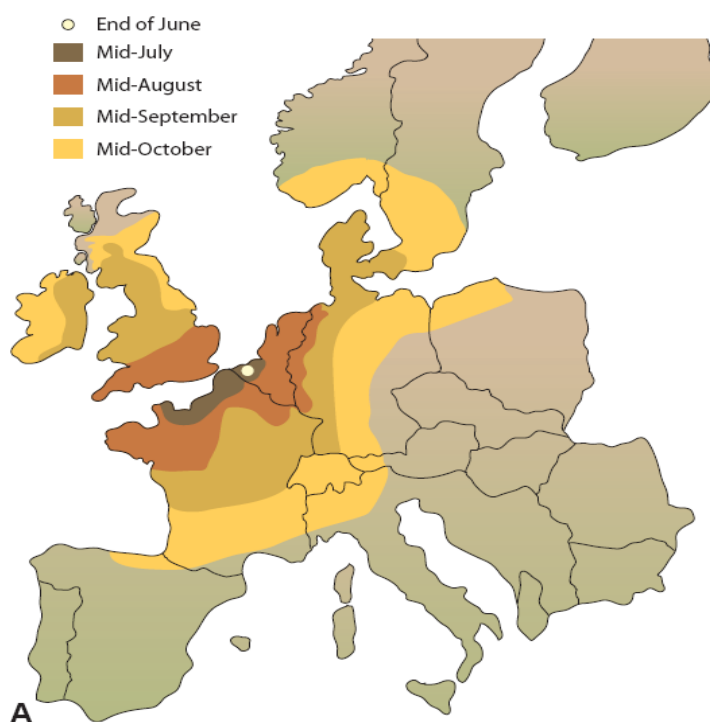 End of June
Mid-July
Mid-August
Mid-September
Mid-October
A